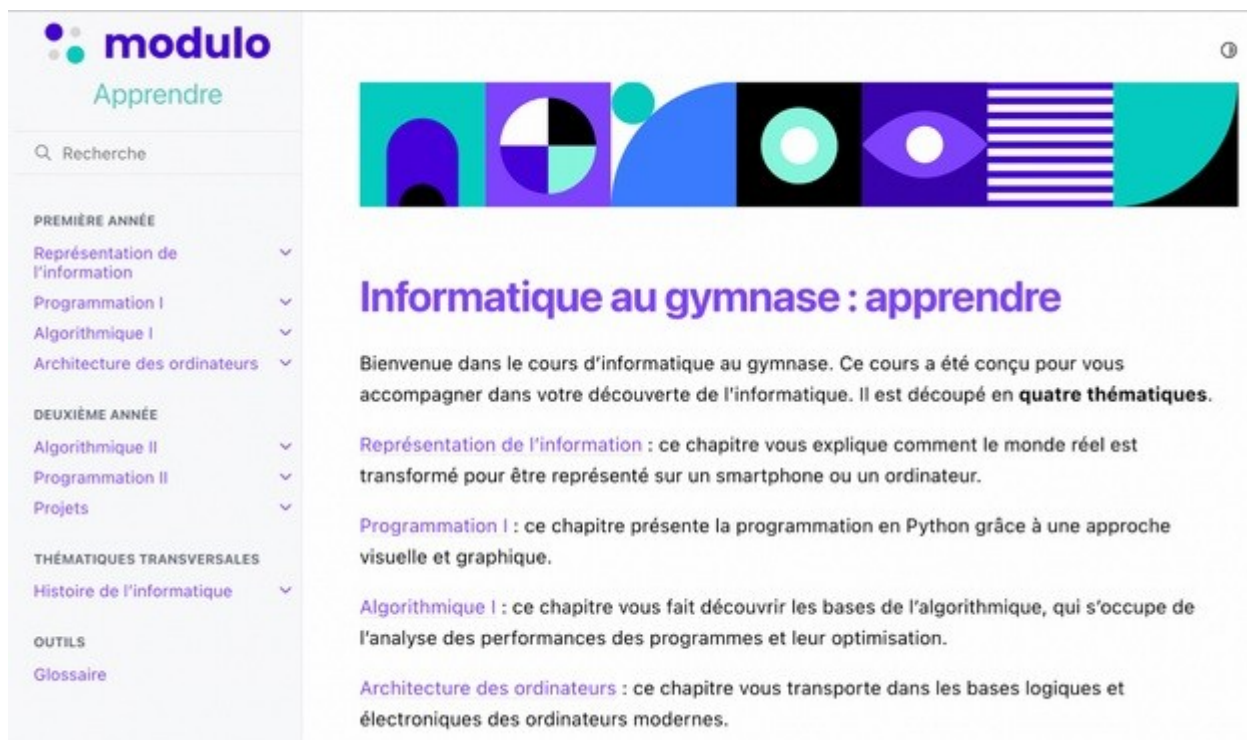 modulo
Apprendre
Recherche
PREMIÈRE ANNÉE
Représentation de
l'information
Programmation I
Algorithmique I
Architecture des ordinateurs
DEUXIÈME ANNÉE
Algorithmique II
Programmation II
Projets
THÉMATIQUES TRANSVERSALES
Histoire de l'informatique
OUTILS
Glossaire
Informatique au gymnase : apprendre
Bienvenue dans le cours d'informatique au gymnase. Ce cours a été conçu pour vous
accompagner dans votre découverte de l'informatique. Il est découpé en quatre thématiques.
Représentation de l'information : ce chapitre vous explique comment le monde réel est
transformé pour être représenté sur un smartphone ou un ordinateur.
Programmation I : ce chapitre présente la programmation en Python grâce à une approche
visuelle et graphique.
Algorithmique I : ce chapitre vous fait découvrir les bases de l'algorithmique, qui s'occupe de
l'analyse des performances des programmes et leur optimisation.
Architecture des ordinateurs : ce chapitre vous transporte dans les bases logiques et
électroniques des ordinateurs modernes.